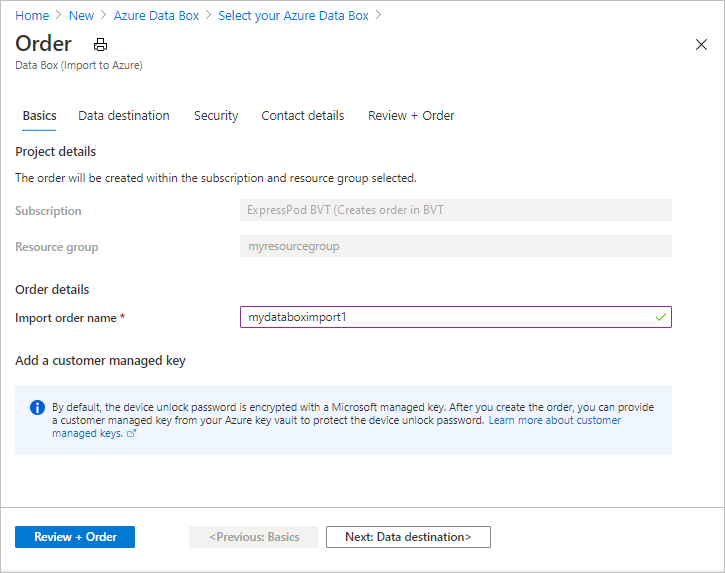 Home > New > Azure Data Box > Select your Azure Data Box >
Order
Data Box (Import to Azure)
Basics Data destination Security Contact details Review + Order
Project details
The order will be created within the subscription and resource group selected.
Subscription ExpressPod BVT (Creates order in BVT
Resource group myresourcegroup
Order details
Import order name * mydataboximport1
Add a customer managed key
By default, the device unlock password is encrypted with a Microsoft managed key. After you create the order, you can provide
a customer managed key from your Azure key vault to protect the device unlock password. Learn more about customer
managed keys.
Review + Order <Previous: Basics Next: Data destination>